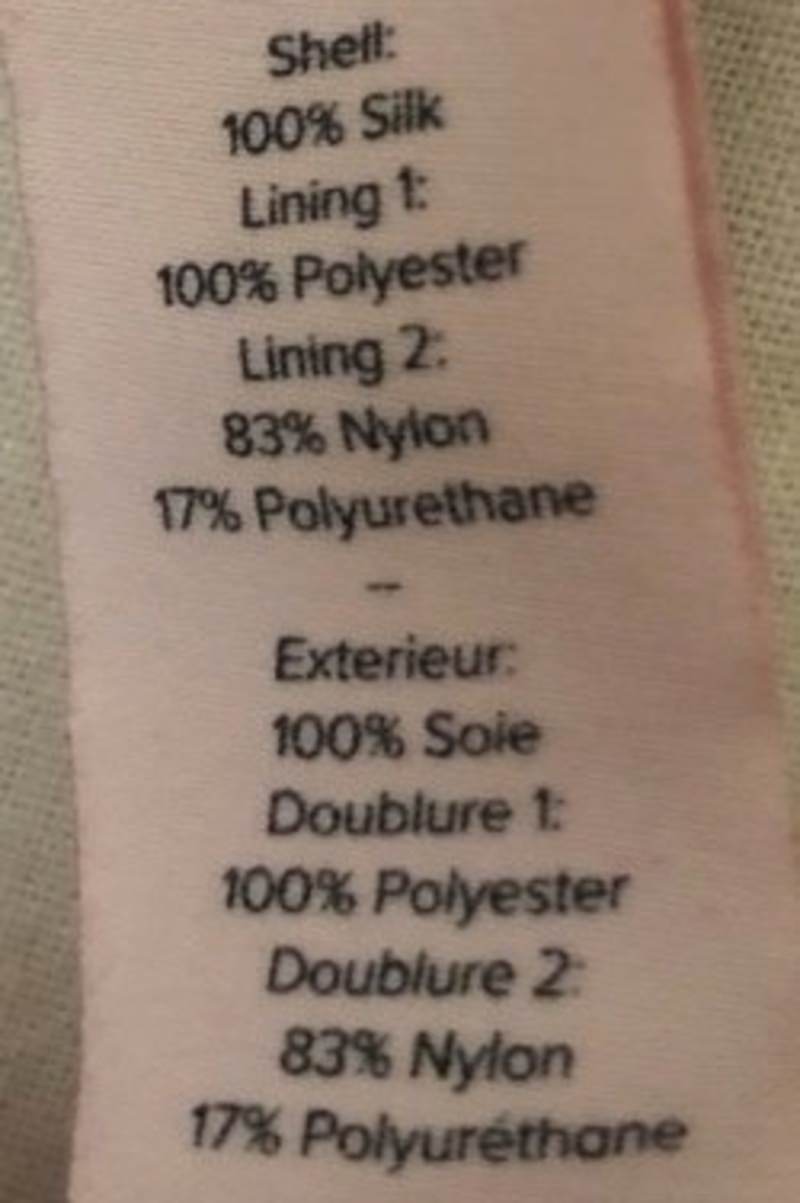 Shell:
100% Silk
Lining 1:
100% Polyester
Lining 2:
83% Nylon
17% Polyurethane
--
Exterieur:
100% Soie
Doublure 1:
100% Polyester
Doublure 2:
83% Nylon
17% Polyuréthane